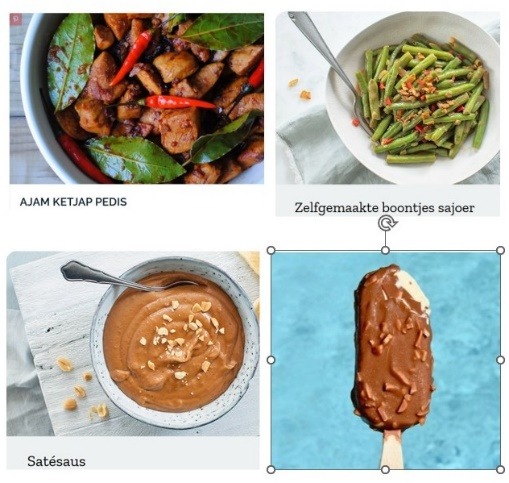 AJAM KETJAP PEDIS
Zelfgemaakte boontjes sajoer
Satésaus